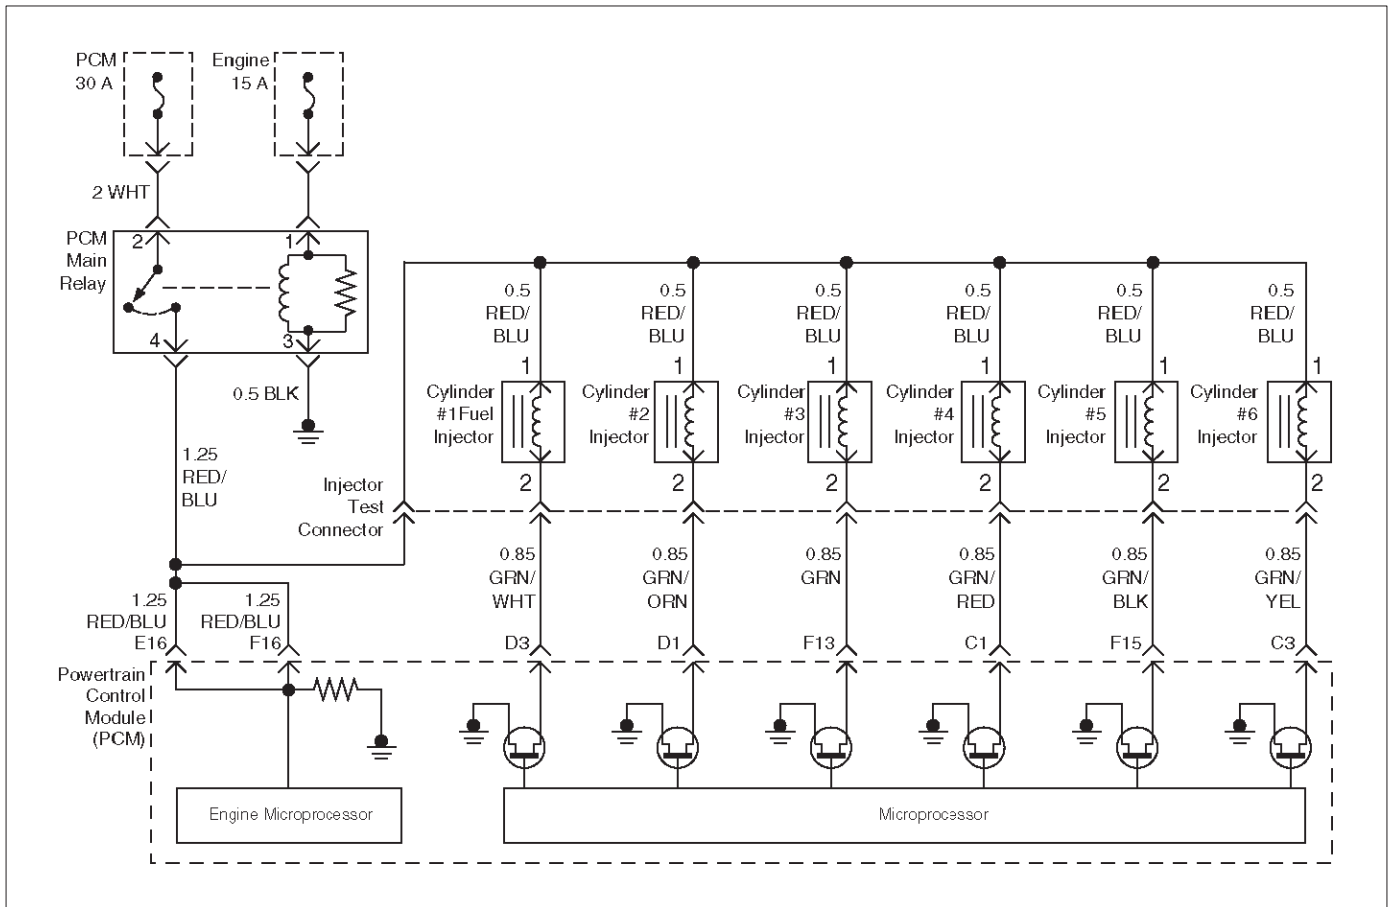 PCM
30 A
Engine
15 A
2 WHT
PCM
Main
Relay
2
1
4
3
0.5 BLK
1.25
RED/
BLU
0.5
RED/
BLU
0.5
RED/
BLU
0.5
RED/
BLU
0.5
RED/
BLU
0.5
RED/
BLU
0.5
RED/
BLU
1
1
1
1
1
1
Cylinder
#1Fuel
Injector
Cylinder
#2
Injector
Cylinder
#3
Injector
Cylinder
#4
Injector
Cylinder
#5
Injector
Cylinder
#6
Injector
2
2
2
2
2
2
Injector
Test
Connector
1.25
RED/BLU
E16
1.25
RED/BLU
F16
0.85
GRN/
WHT
D3
0.85
GRN/
ORN
D1
0.85
GRN
F13
0.85
GRN/
RED
C1
0.85
GRN/
BLK
F15
0.85
GRN/
YEL
C3
Powertrain
Control
Module
(PCM)
Engine Microprocessor
Microprocessor